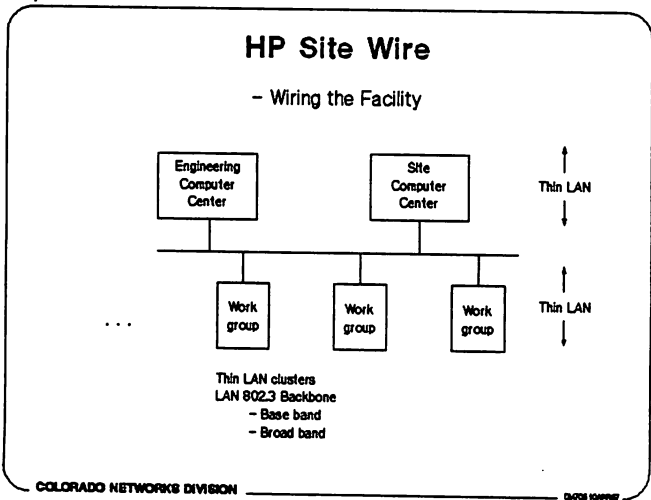 HP Site Wire
– Wiring the Facility
Engineering
Computer
Center
Site
Computer
Center
Thin LAN
Work
group
Work
group
Work
group
Thin LAN
...
Thin LAN clusters
LAN 802.3 Backbone
– Base band
– Broad band
COLORADO NETWORKS DIVISION